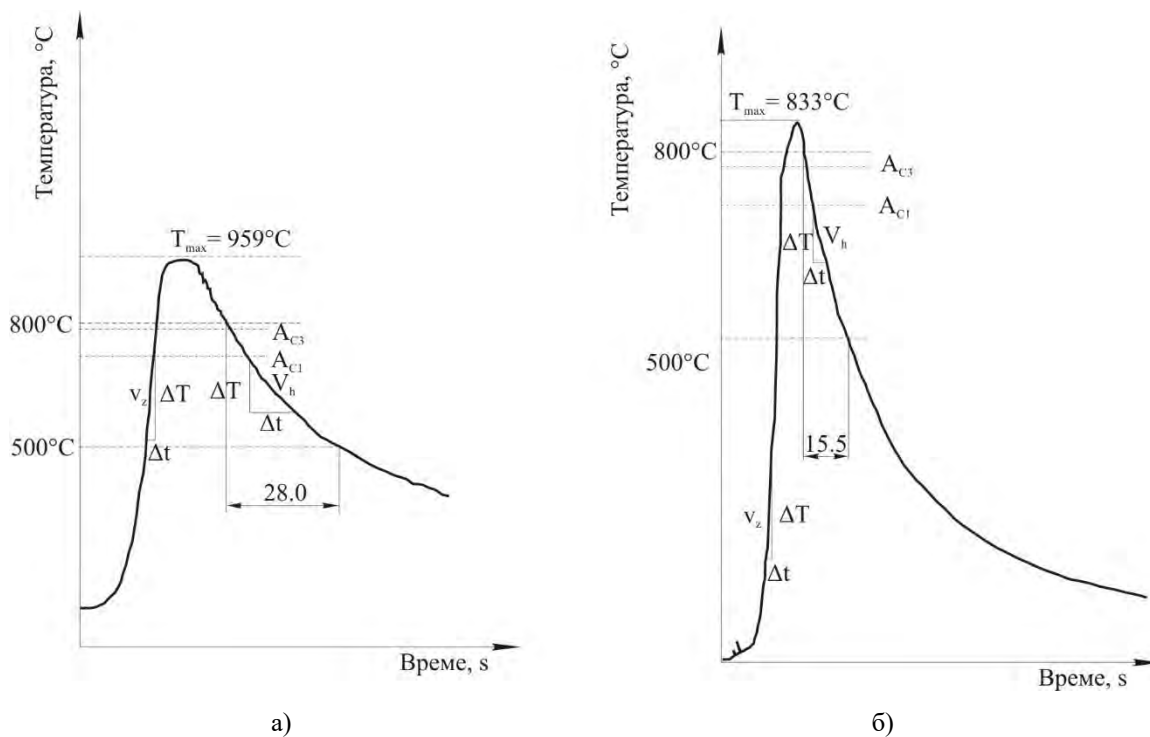 Температура, °C
T_max = 959°C
800°C
A_C3
A_C1
V_h
v_z
ΔT
ΔT
Δt
Δt
500°C
28.0
Време, s
а)
Температура, °C
T_max = 833°C
800°C
A_C3
A_C1
V_h
ΔT
Δt
500°C
15.5
v_z
ΔT
Δt
Време, s
б)